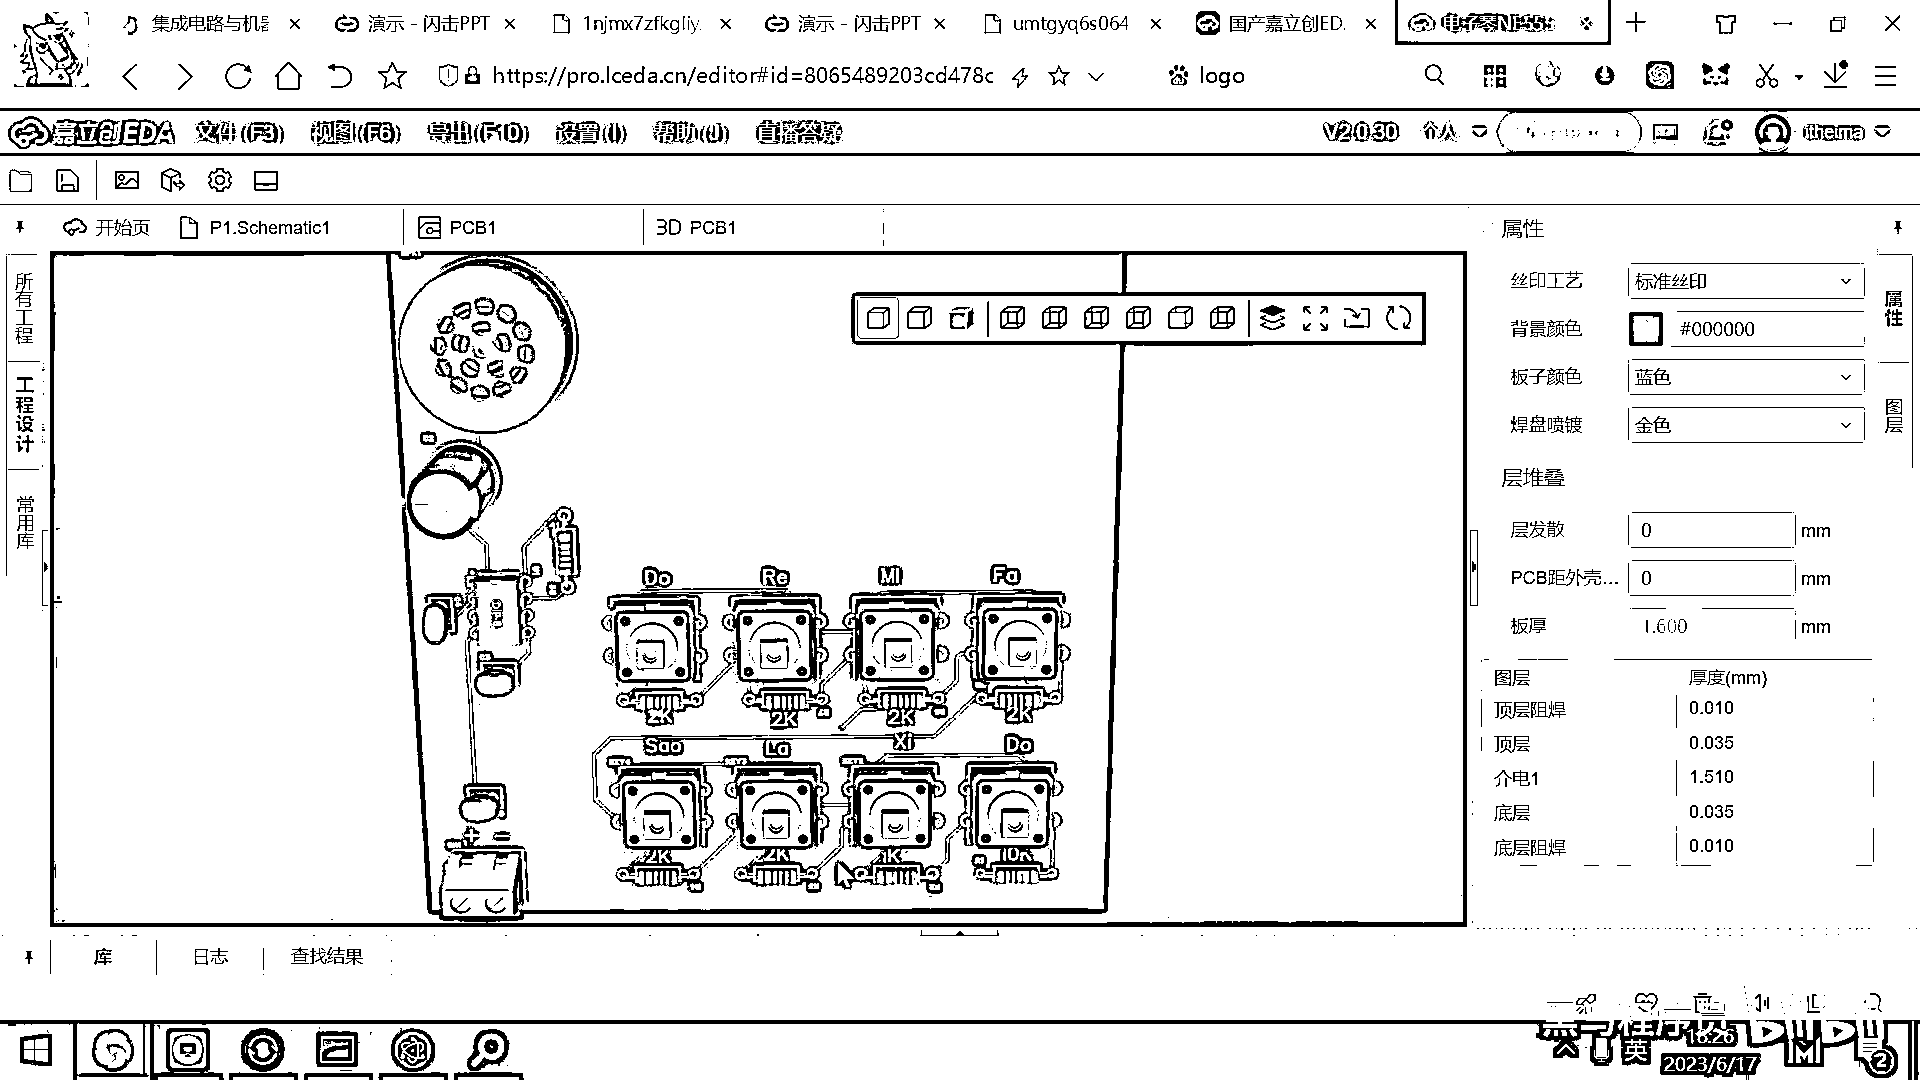 集成电路与机器
演示 - 闪击PPT
1njmx7zfkgfiy.
演示 - 闪击PPT
umtgyq6s064
国产嘉立创ED.
电子琴NE555
https://pro.lceda.cn/editor#id=8065489203cd478c
logo
嘉立创EDA 文件(F3) 视图(F6) 导出(F10) 设置(I) 帮助(J) 直播答疑
V2.0.30 个人
ithema
开始页
P1.Schematic1
PCB1
3D PCB1
所有工程
工程设计
常用库
属性
丝印工艺 标准丝印
背景颜色 #000000
板子颜色 蓝色
焊盘喷镀 金色
层堆叠
层发散 0 mm
PCB距外壳... 0 mm
板厚 1.600 mm
图层 厚度(mm)
顶层阻焊 0.010
顶层 0.035
介电1 1.510
底层 0.035
底层阻焊 0.010
属性
图层
Do Re Mi Fa
2K 2K 2K 2K
Sao La Xi Do
2K 2K 1K 10K
+ -
库 日志 查找结果
黑马程序员
英
18:26
2023/6/17
2